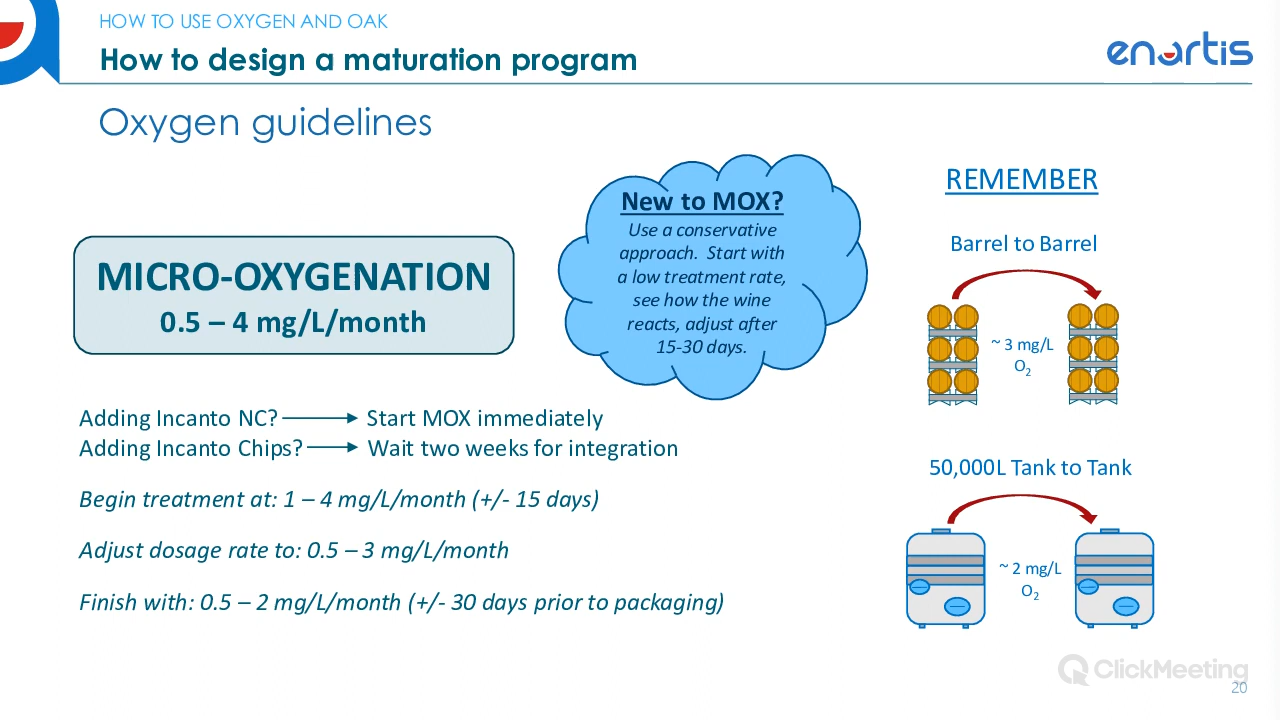 HOW TO USE OXYGEN AND OAK
How to design a maturation program
enartis
Oxygen guidelines
MICRO-OXYGENATION
0.5 – 4 mg/L/month
New to MOX?
Use a conservative
approach. Start with
a low treatment rate,
see how the wine
reacts, adjust after
15-30 days.
REMEMBER
Barrel to Barrel
~ 3 mg/L
O2
Adding Incanto NC? Start MOX immediately
Adding Incanto Chips? Wait two weeks for integration
Begin treatment at: 1 – 4 mg/L/month (+/- 15 days)
Adjust dosage rate to: 0.5 – 3 mg/L/month
Finish with: 0.5 – 2 mg/L/month (+/- 30 days prior to packaging)
50,000L Tank to Tank
~ 2 mg/L
O2
ClickMeeting
20